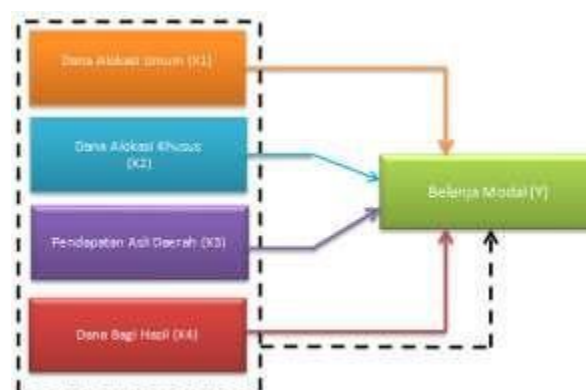 Dana Alokasi Umum (X1)
Dana Alokasi Khusus
(X2)
Belanja Modal (Y)
Pendapatan Asli Daerah (X3)
Dana Bagi Hasil (X4)